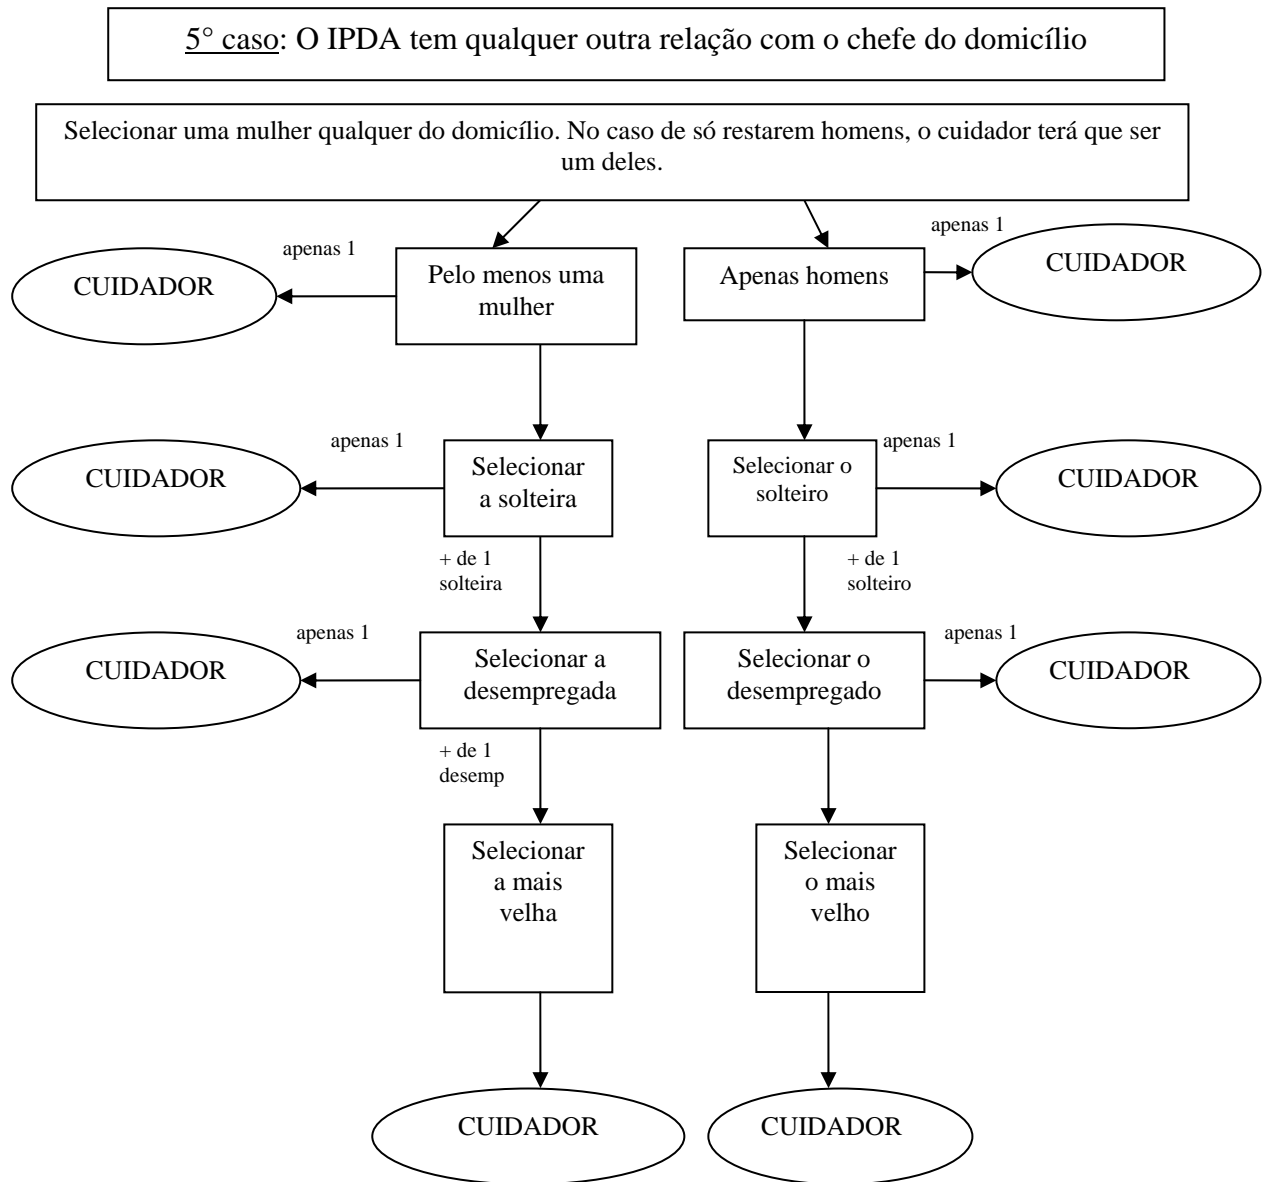 5° caso: O IPDA tem qualquer outra relação com o chefe do domicílio
Selecionar uma mulher qualquer do domicílio. No caso de só restarem homens, o cuidador terá que ser
um deles.
apenas 1
apenas 1
CUIDADOR
Pelo menos uma
mulher
Apenas homens
CUIDADOR
apenas 1
apenas 1
CUIDADOR
Selecionar
a solteira
Selecionar o
solteiro
CUIDADOR
+ de 1
solteira
+ de 1
solteiro
apenas 1
apenas 1
CUIDADOR
Selecionar a
desempregada
Selecionar o
desempregado
CUIDADOR
+ de 1
desemp
Selecionar
a mais
velha
Selecionar
o mais
velho
CUIDADOR
CUIDADOR